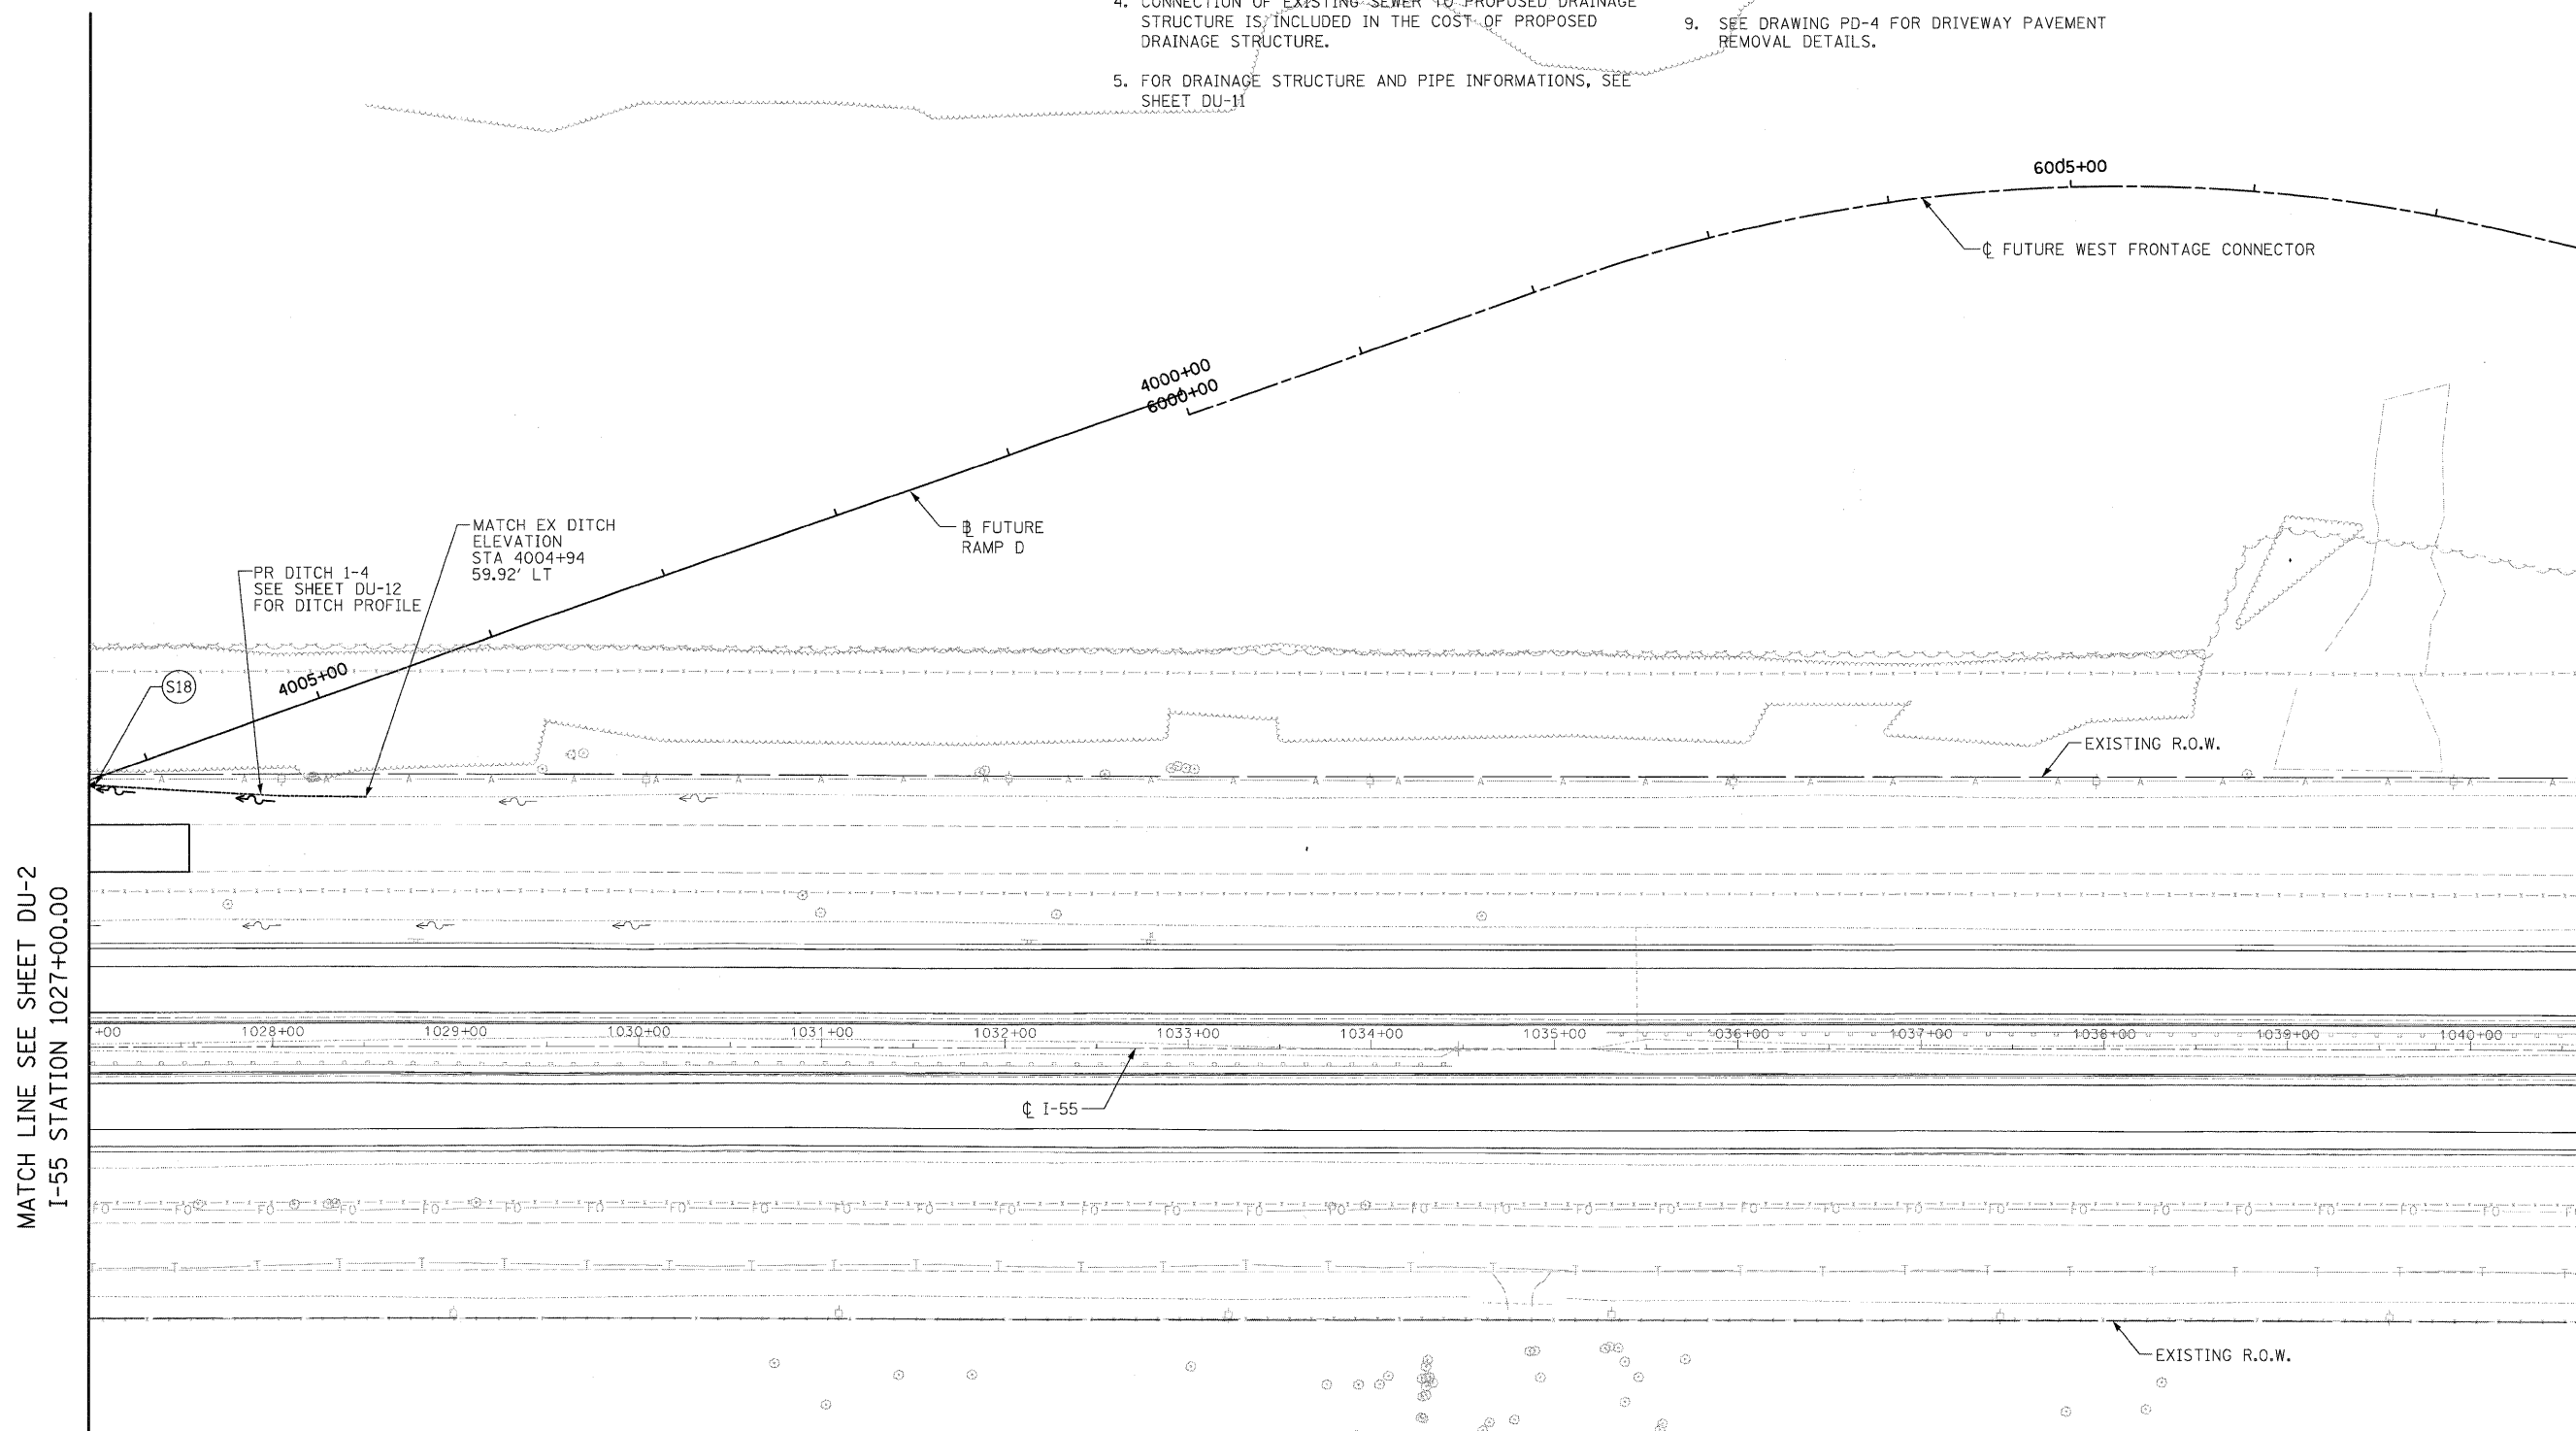 4. CONNECTION OF EXISTING SEWER TO PROPOSED DRAINAGE
STRUCTURE IS INCLUDED IN THE COST OF PROPOSED
DRAINAGE STRUCTURE.
5. FOR DRAINAGE STRUCTURE AND PIPE INFORMATIONS, SEE
SHEET DU-11
9. SEE DRAWING PD-4 FOR DRIVEWAY PAVEMENT
REMOVAL DETAILS.
6005+00
℄ FUTURE WEST FRONTAGE CONNECTOR
4000+00
6000+00
B̲L FUTURE
RAMP D
MATCH EX DITCH
ELEVATION
STA 4004+94
59.92' LT
PR DITCH 1-4
SEE SHEET DU-12
FOR DITCH PROFILE
4005+00
S18
EXISTING R.O.W.
MATCH LINE SEE SHEET DU-2
I-55 STATION 1027+00.00
+00 1028+00 1029+00 1030+00 1031+00 1032+00 1033+00 1034+00 1035+00 1036+00 1037+00 1038+00 1039+00 1040+00
℄ I-55
EXISTING R.O.W.